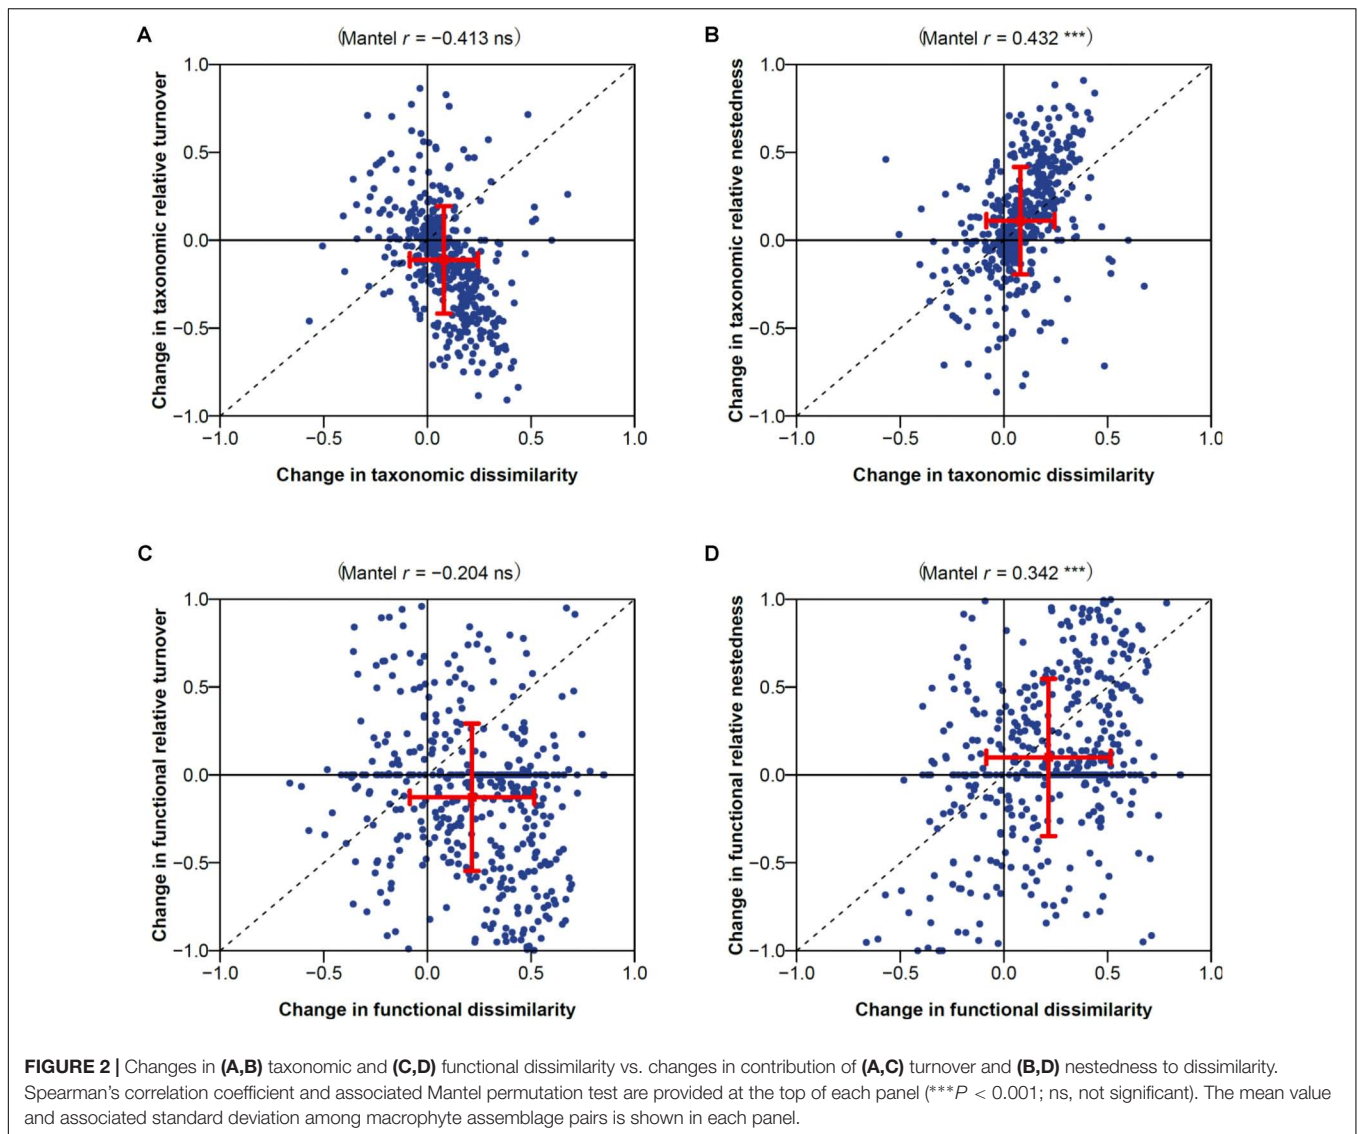 A
(Mantel r = −0.413 ns)
Change in taxonomic relative turnover
1.0
0.5
0.0
−0.5
−1.0
−1.0 −0.5 0.0 0.5 1.0
Change in taxonomic dissimilarity
B
(Mantel r = 0.432 ***)
Change in taxonomic relative nestedness
1.0
0.5
0.0
−0.5
−1.0
−1.0 −0.5 0.0 0.5 1.0
Change in taxonomic dissimilarity
C
(Mantel r = −0.204 ns)
Change in functional relative turnover
1.0
0.5
0.0
−0.5
−1.0
−1.0 −0.5 0.0 0.5 1.0
Change in functional dissimilarity
D
(Mantel r = 0.342 ***)
Change in functional relative nestedness
1.0
0.5
0.0
−0.5
−1.0
−1.0 −0.5 0.0 0.5 1.0
Change in functional dissimilarity
FIGURE 2 | Changes in (A,B) taxonomic and (C,D) functional dissimilarity vs. changes in contribution of (A,C) turnover and (B,D) nestedness to dissimilarity.
Spearman's correlation coefficient and associated Mantel permutation test are provided at the top of each panel (***P < 0.001; ns, not significant). The mean value
and associated standard deviation among macrophyte assemblage pairs is shown in each panel.